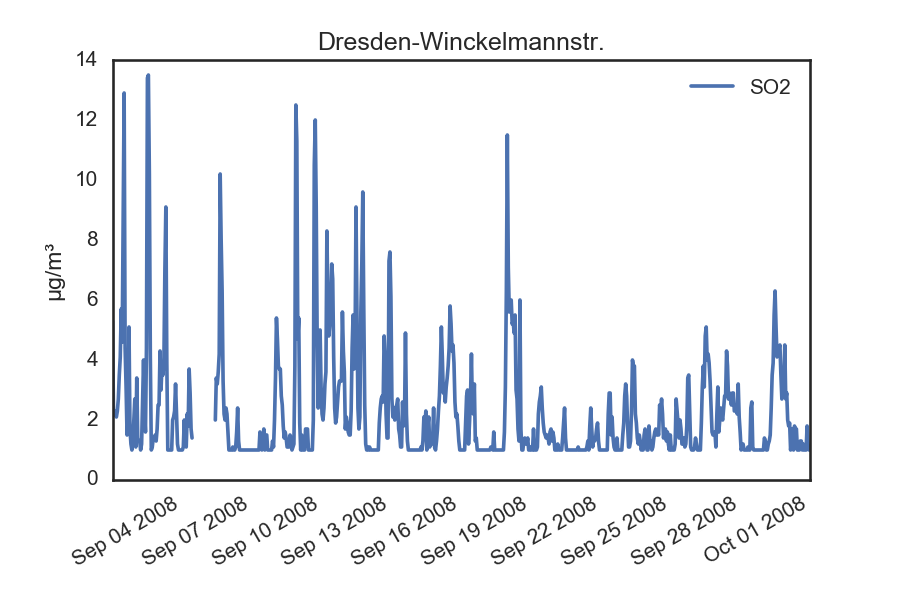 Dresden-Winckelmannstr.
14
12
10
8
6
4
2
0
µg/m³
SO2
Sep 04 2008
Sep 07 2008
Sep 10 2008
Sep 13 2008
Sep 16 2008
Sep 19 2008
Sep 22 2008
Sep 25 2008
Sep 28 2008
Oct 01 2008